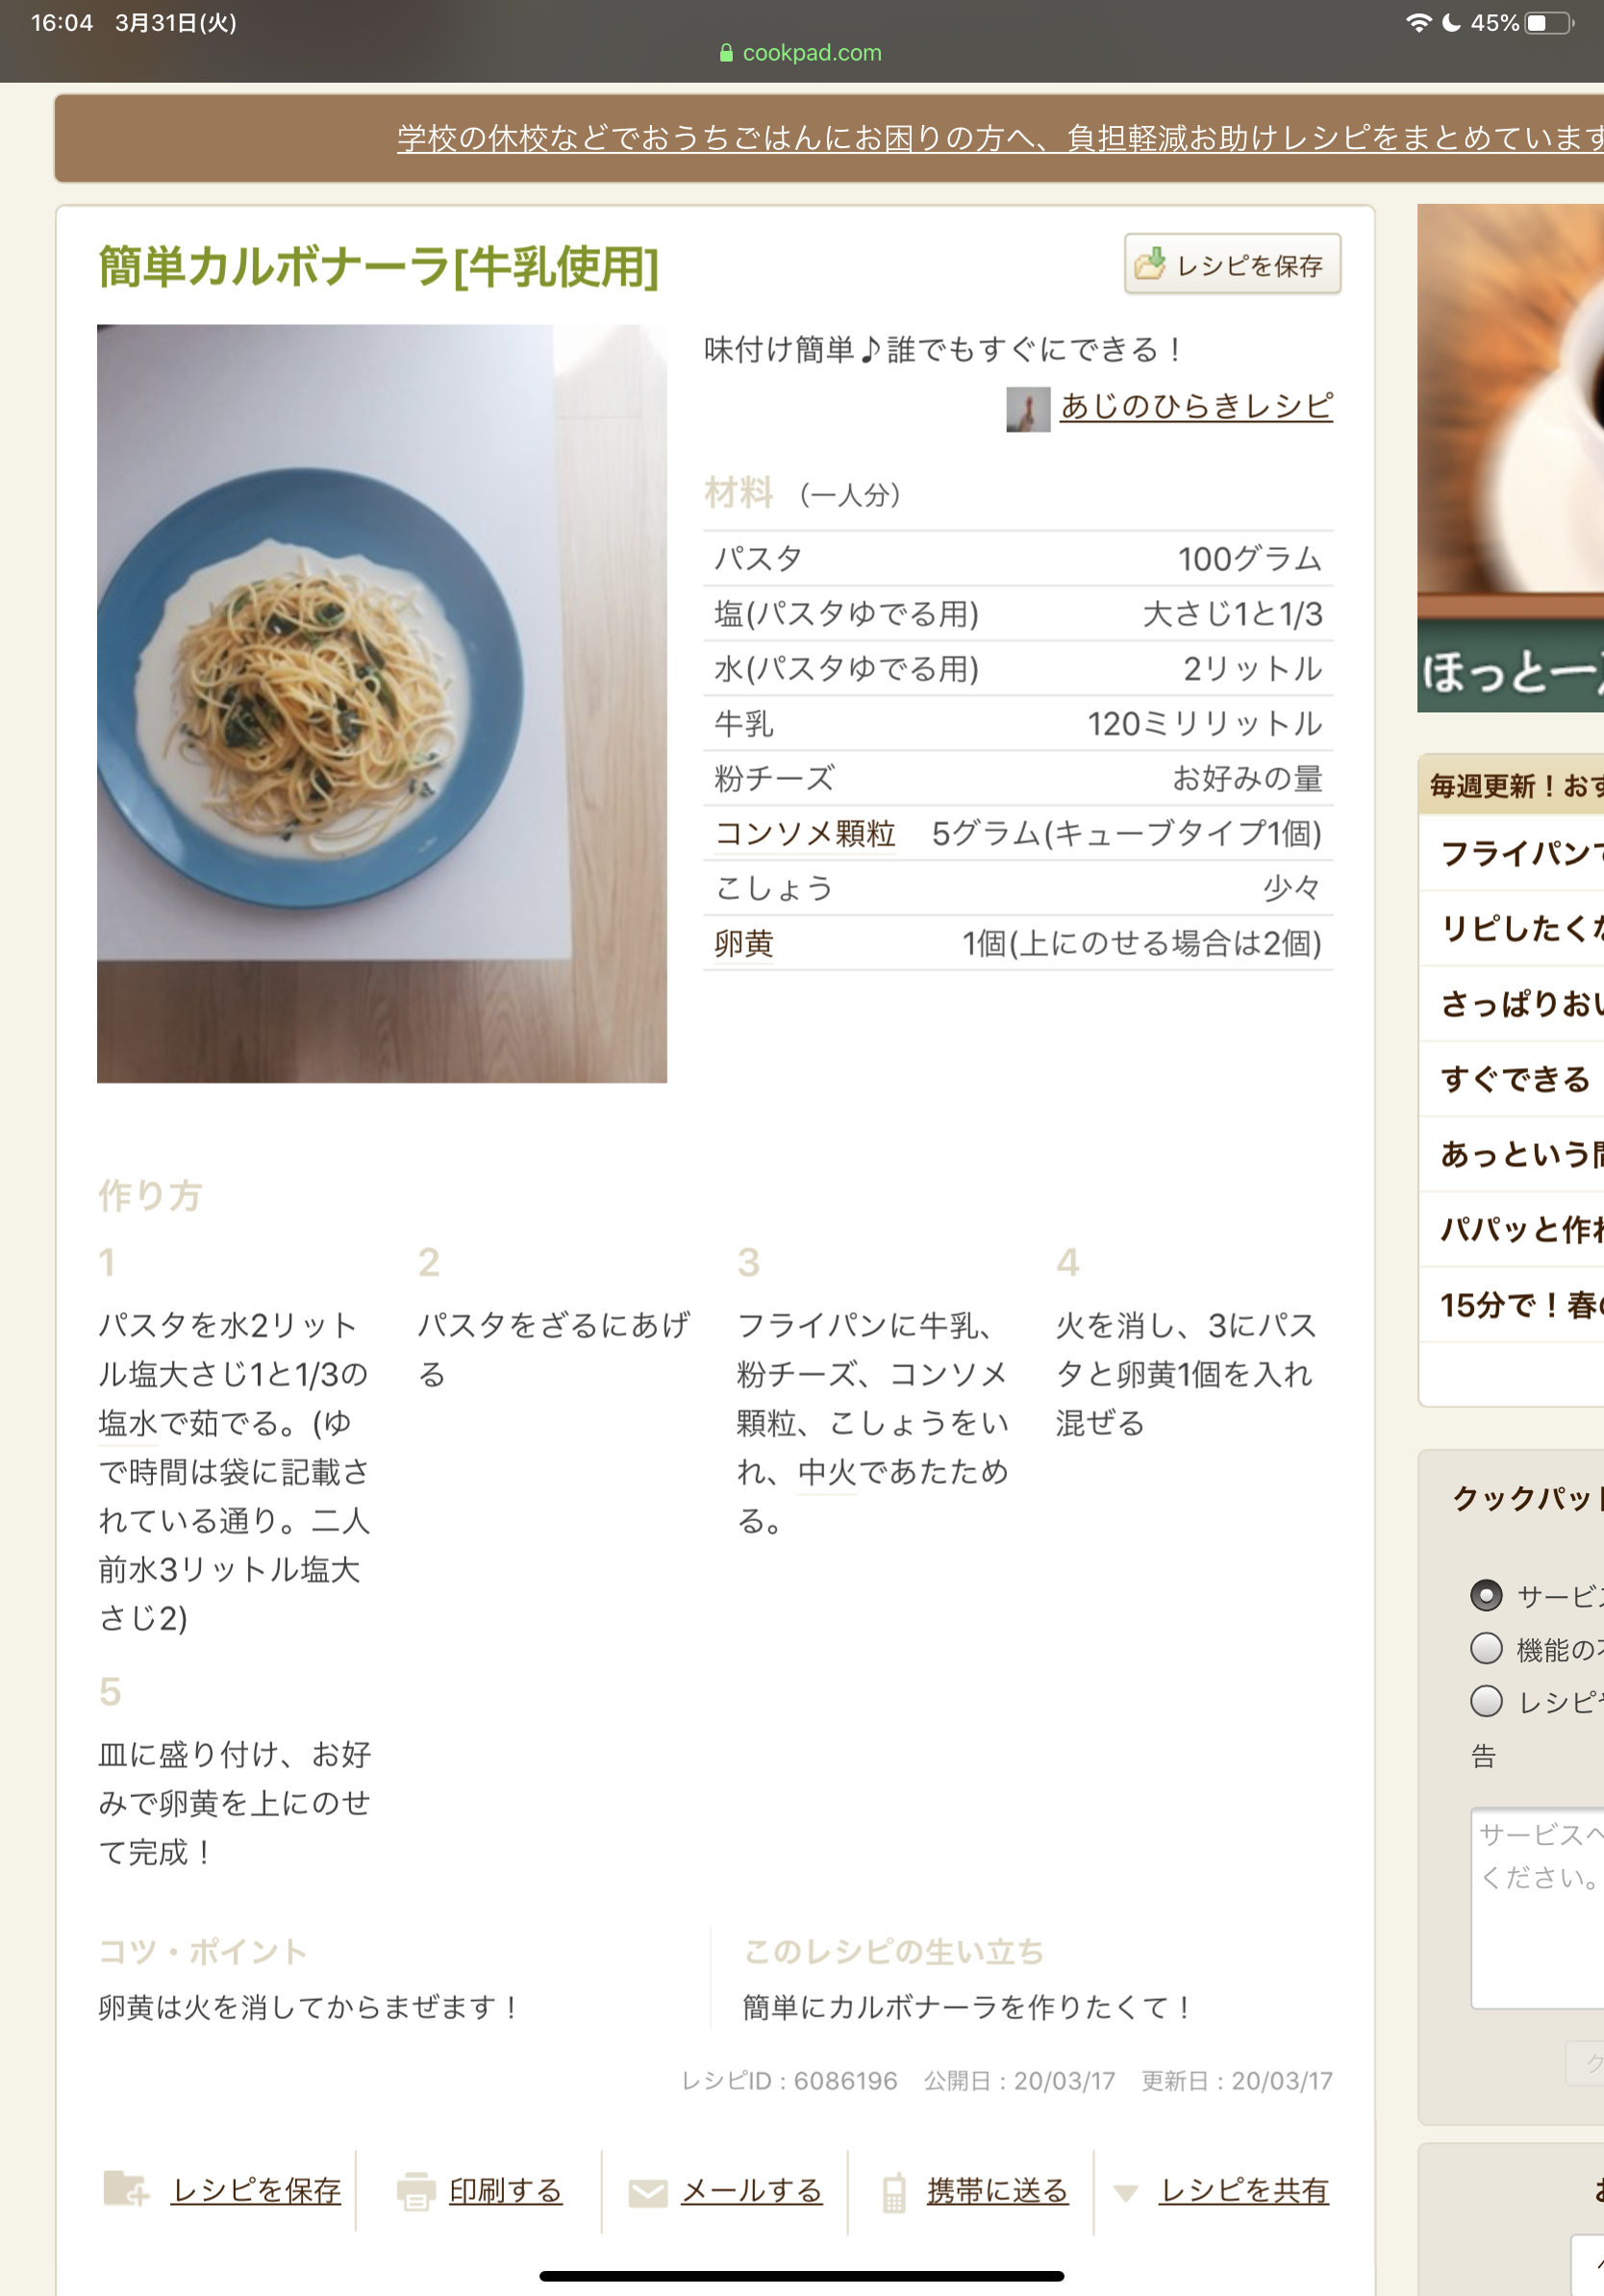 16:04 3月31日(火)
45%
cookpad.com
学校の休校などでおうちごはんにお困りの方へ、負担軽減お助けレシピをまとめています
簡単カルボナーラ[牛乳使用]
レシピを保存
味付け簡単♪誰でもすぐにできる！
あじのひらきレシピ
材料 （一人分）
パスタ 100グラム
塩(パスタゆでる用) 大さじ1と1/3
水(パスタゆでる用) 2リットル
牛乳 120ミリリットル
粉チーズ お好みの量
コンソメ顆粒 5グラム(キューブタイプ1個)
こしょう 少々
卵黄 1個(上にのせる場合は2個)
作り方
1
パスタを水2リット
ル塩大さじ1と1/3の
塩水で茹でる。(ゆ
で時間は袋に記載さ
れている通り。二人
前水3リットル塩大
さじ2)
2
パスタをざるにあげ
る
3
フライパンに牛乳、
粉チーズ、コンソメ
顆粒、こしょうをい
れ、中火であたため
る。
4
火を消し、3にパス
タと卵黄1個を入れ
混ぜる
5
皿に盛り付け、お好
みで卵黄を上にのせ
て完成！
コツ・ポイント
卵黄は火を消してからまぜます！
このレシピの生い立ち
簡単にカルボナーラを作りたくて！
レシピID : 6086196 公開日 : 20/03/17 更新日 : 20/03/17
レシピを保存
印刷する
メールする
携帯に送る
レシピを共有
ほっと一
毎週更新！おす
フライパンで
リピしたくな
さっぱりおい
すぐできる
あっという間
パパッと作れ
15分で！春の
クックパッド
サービス
機能の
レシピや
告
サービスへ
ください。
ク